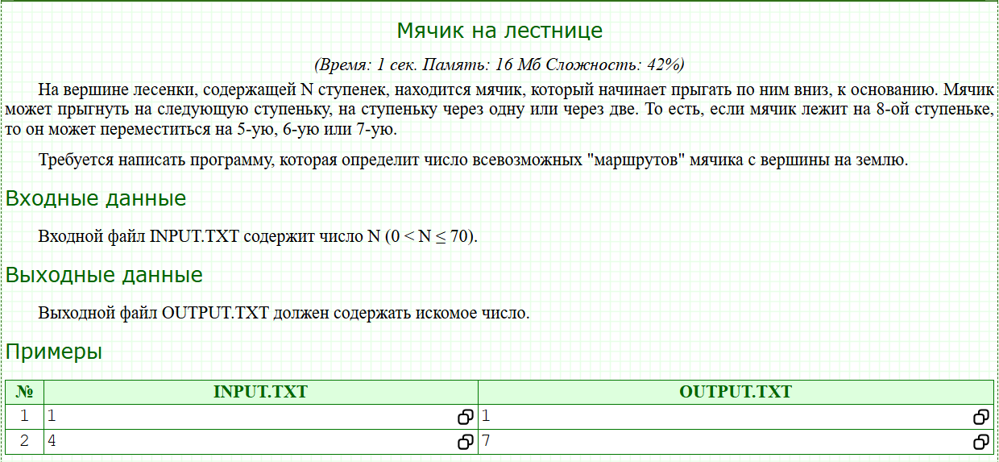 Мячик на лестнице
(Время: 1 сек. Память: 16 Мб Сложность: 42%)
На вершине лесенки, содержащей N ступенек, находится мячик, который начинает прыгать по ним вниз, к основанию. Мячик
может прыгнуть на следующую ступеньку, на ступеньку через одну или через две. То есть, если мячик лежит на 8-ой ступеньке,
то он может переместиться на 5-ую, 6-ую или 7-ую.
Требуется написать программу, которая определит число всевозможных "маршрутов" мячика с вершины на землю.
Входные данные
Входной файл INPUT.TXT содержит число N (0 < N ≤ 70).
Выходные данные
Выходной файл OUTPUT.TXT должен содержать искомое число.
Примеры
№ INPUT.TXT OUTPUT.TXT
1 1 1
2 4 7